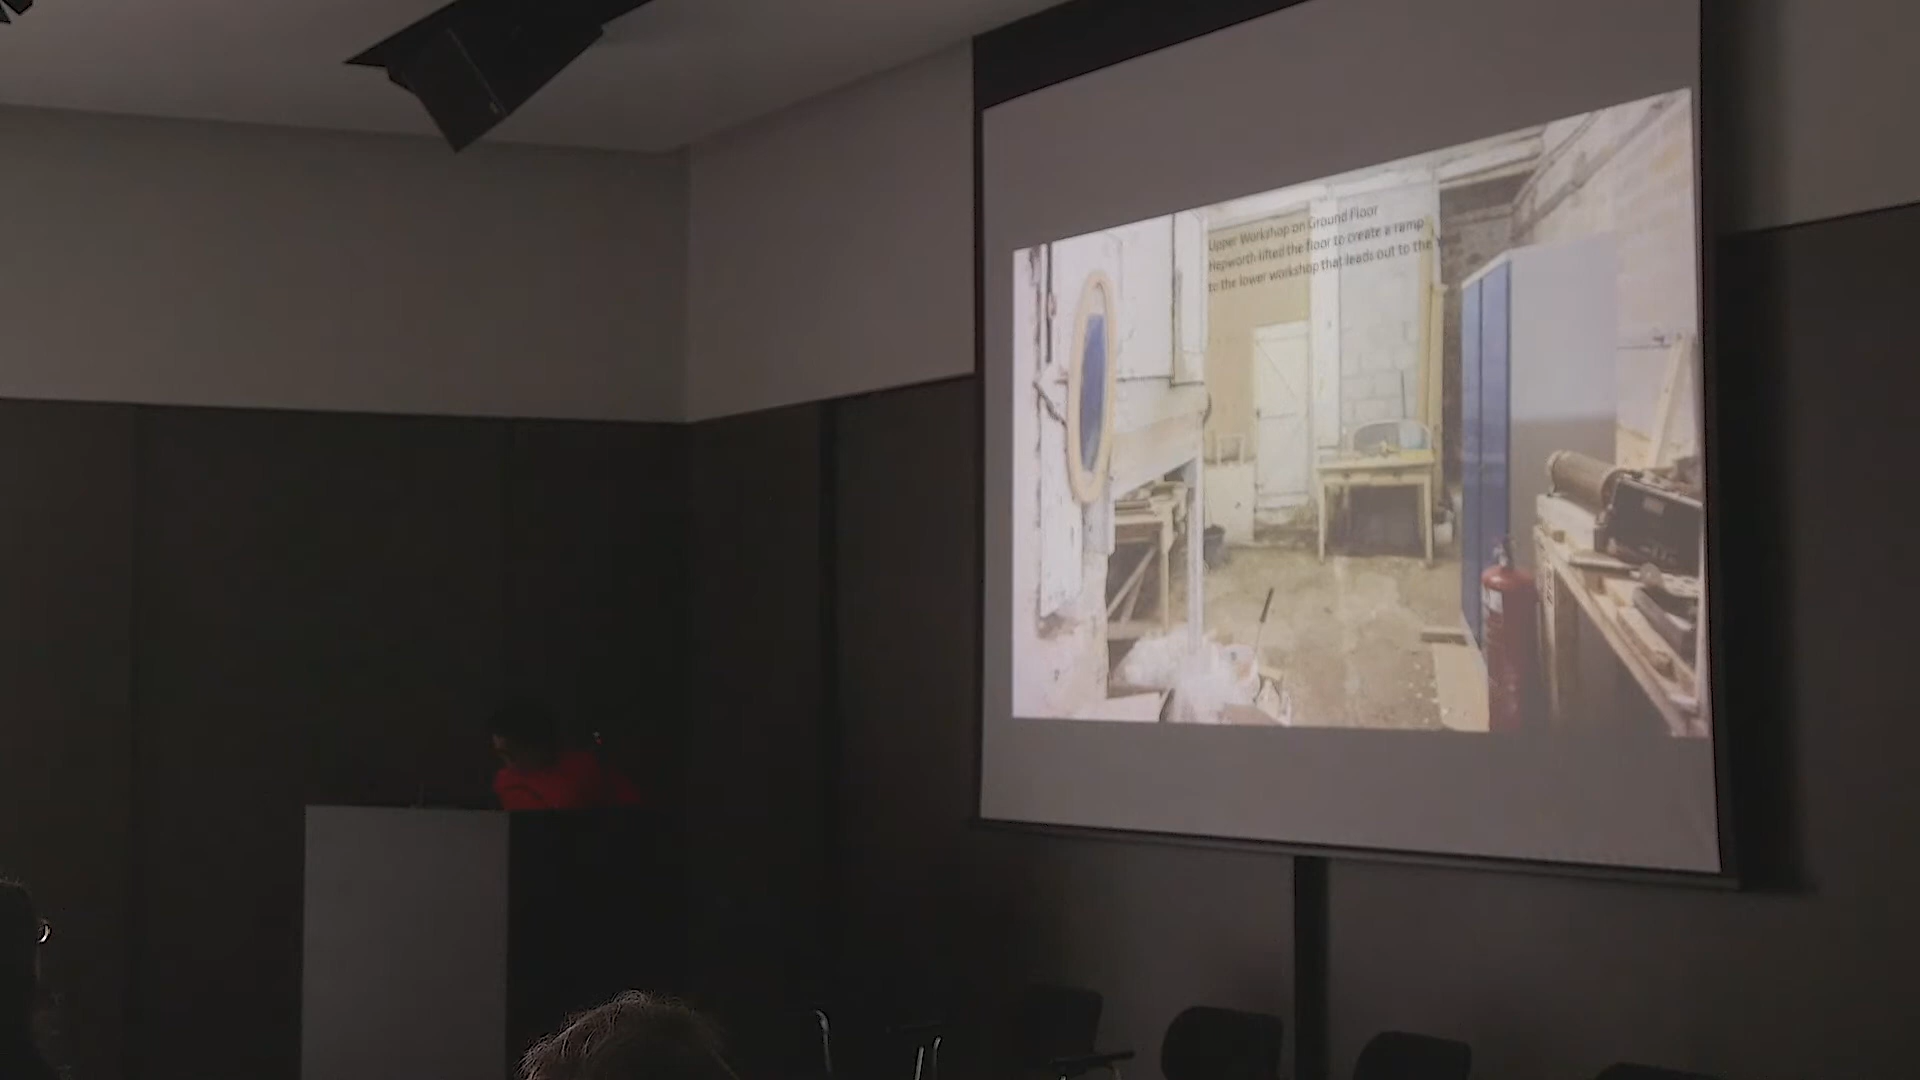 Upper Workshop on Ground Floor
Hepworth lifted the floor to create a ramp
to the lower workshop that leads out to the